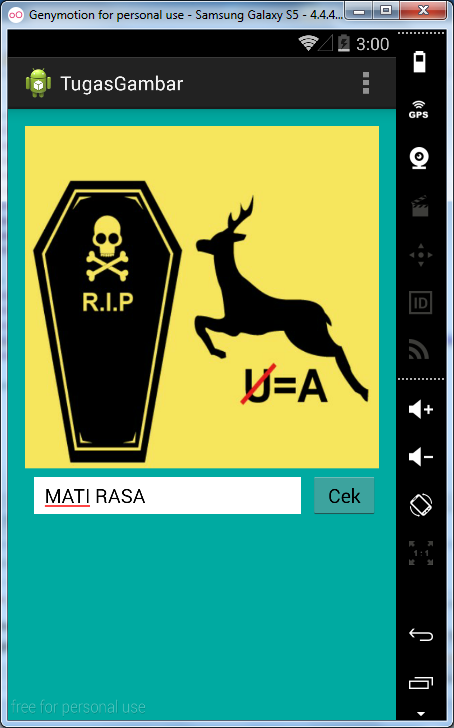 Genymotion for personal use - Samsung Galaxy S5 - 4.4.4...
3:00
TugasGambar
GPS
R.I.P
U=A
ID
MATI RASA
Cek
1:1
free for personal use